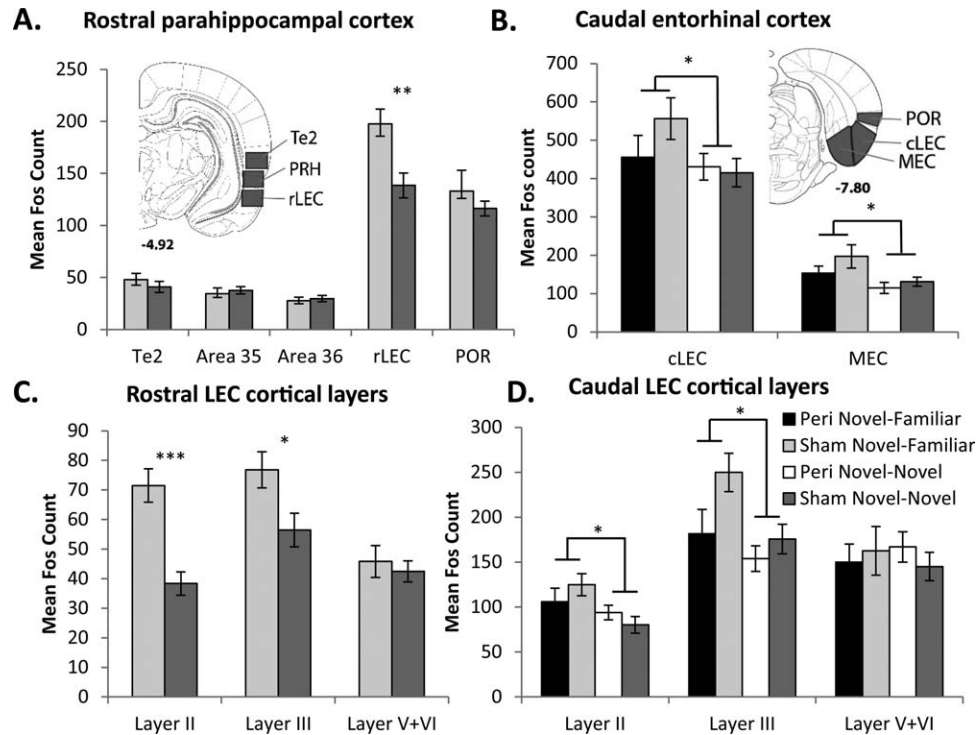 A.
Rostral parahippocampal cortex
Mean Fos Count
250
200
150
100
50
0
**
Te2
PRH
rLEC
-4.92
Te2 Area 35 Area 36 rLEC POR
B.
Caudal entorhinal cortex
Mean Fos Count
700
600
500
400
300
200
100
0
*
*
POR
cLEC
MEC
-7.80
cLEC MEC
C.
Rostral LEC cortical layers
Mean Fos Count
90
80
70
60
50
40
30
20
10
0
***
*
Layer II Layer III Layer V+VI
D.
Caudal LEC cortical layers
Mean Fos Count
300
250
200
150
100
50
0
*
*
Peri Novel-Familiar
Sham Novel-Familiar
Peri Novel-Novel
Sham Novel-Novel
Layer II Layer III Layer V+VI